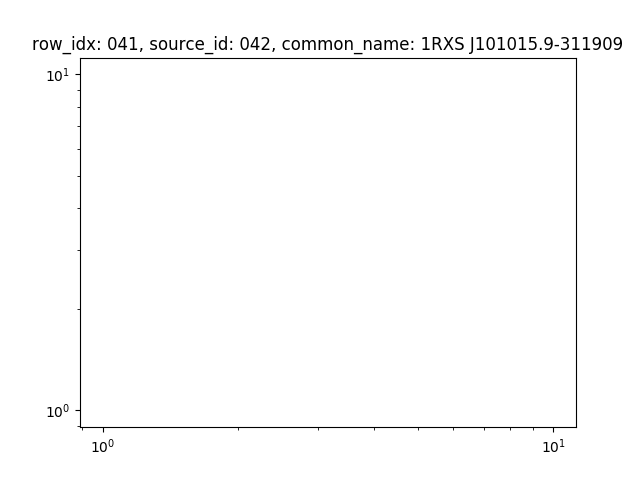 row_idx: 041, source_id: 042, common_name: 1RXS J101015.9-311909
10¹
10⁰
10⁰ 10¹